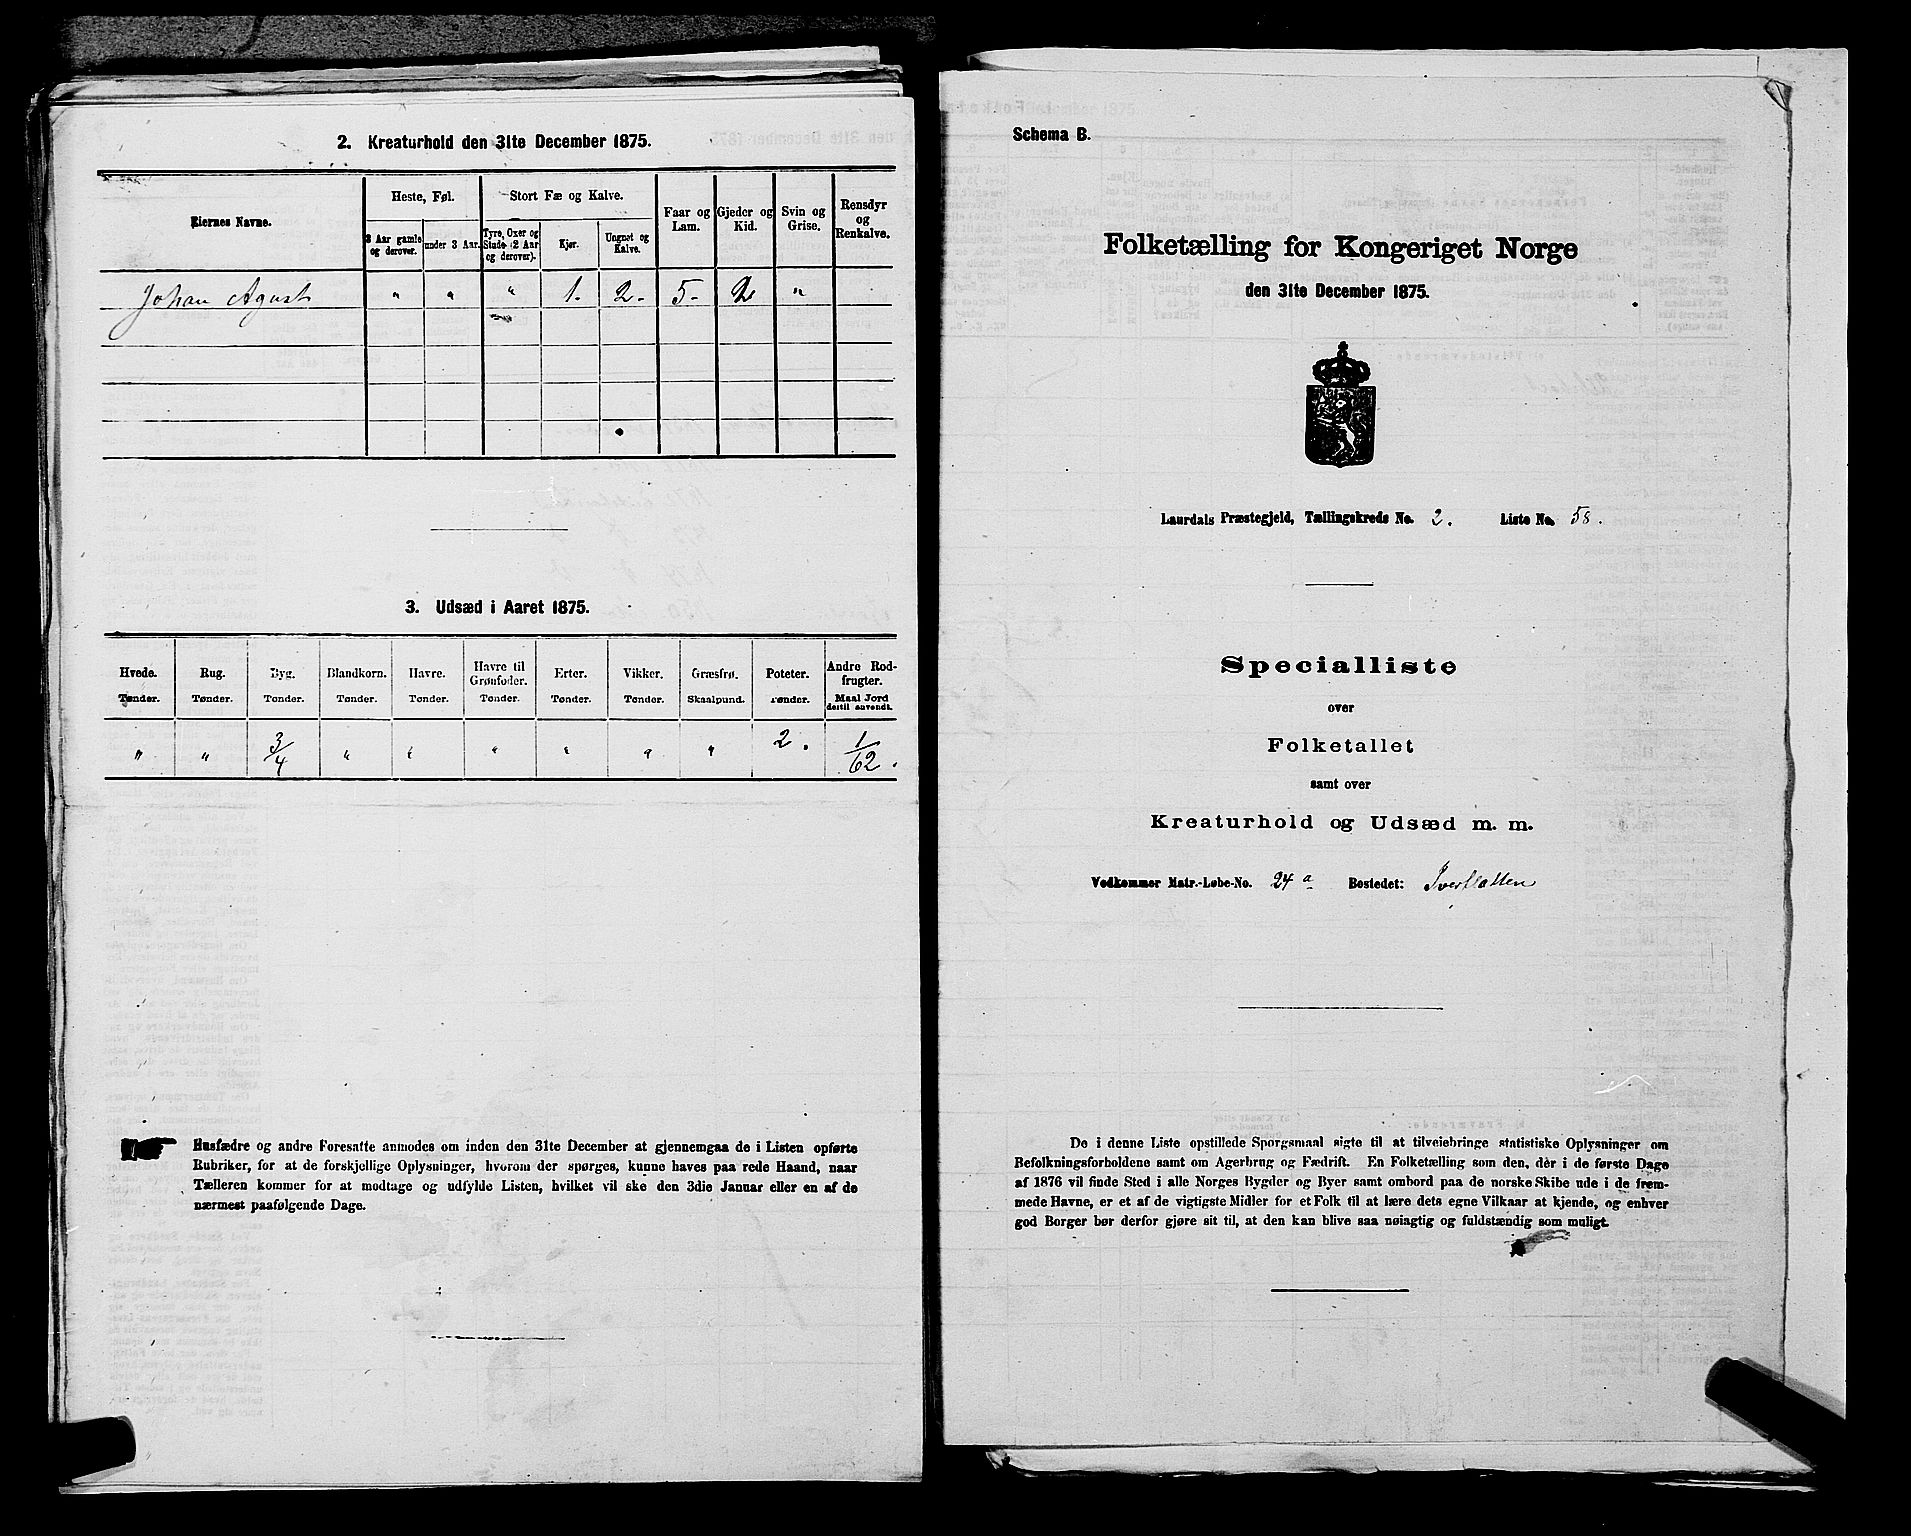 2. Kreaturhold den 31te December 1875.
Eiernes Navne.
Heste, Føl.
Stort Fæ og Kalve.
Faar og Lam.
Gjeder og Kid.
Svin og Grise.
Rensdyr og Renkalve.
3 Aar gamle og derover.
under 3 Aar.
Tyre, Oxer og Stude (2 Aar og derover).
Kjør.
Ungnøt og Kalve.
Johan Agust " " " 1. 2. 5. 2 "
3. Udsæd i Aaret 1875.
Hvede. Rug. Byg. Blandkorn. Havre. Havre til Grønfoder. Erter. Vikker. Græsfrø. Poteter. Andre Rodfrugter.
Tønder. Tønder. Tønder. Tønder. Tønder. Tønder. Tønder. Tønder. Skaalpund. Tønder. Maal Jord dertil anvendt.
" " 3/4 " " " " " " 2. 1/62.
Husfædre og andre Foresatte anmodes om inden den 31te December at gjennemgaa de i Listen opførte
Rubriker, for at de forskjellige Oplysninger, hvorom der spørges, kunne haves paa rede Haand, naar
Tælleren kommer for at modtage og udfylde Listen, hvilket vil ske den 3die Januar eller en af de
nærmest paafølgende Dage.
Schema B.
Folketælling for Kongeriget Norge
den 31te December 1875.
Laurdals Præstegjeld, Tællingskreds No. 2. Liste No. 58.
Specialliste
over
Folketallet
samt over
Kreaturhold og Udsæd m. m.
Vedkommer Matr.-Løbe-No. 24 a Bostedet:
De i denne Liste opstillede Spørgsmaal sigte til at tilveiebringe statistiske Oplysninger om
Befolkningsforholdene samt om Agerbrug og Fædrift. En Folketælling som den, der i de første Dage
af 1876 vil finde Sted i alle Norges Bygder og Byer samt ombord paa de norske Skibe ude i de frem-
mede Havne, er et af de vigtigste Midler for et Folk til at lære dets egne Vilkaar at kjende, og enhver
god Borger bør derfor gjøre sit til, at den kan blive saa nøiagtig og fuldstændig som muligt.